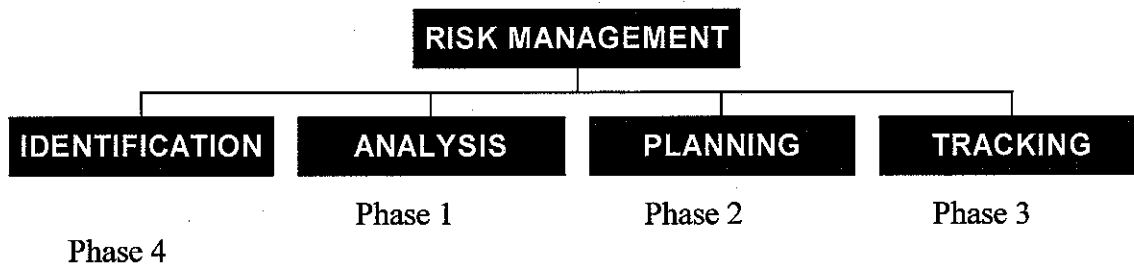 RISK MANAGEMENT
IDENTIFICATION ANALYSIS PLANNING TRACKING
Phase 1 Phase 2 Phase 3
Phase 4